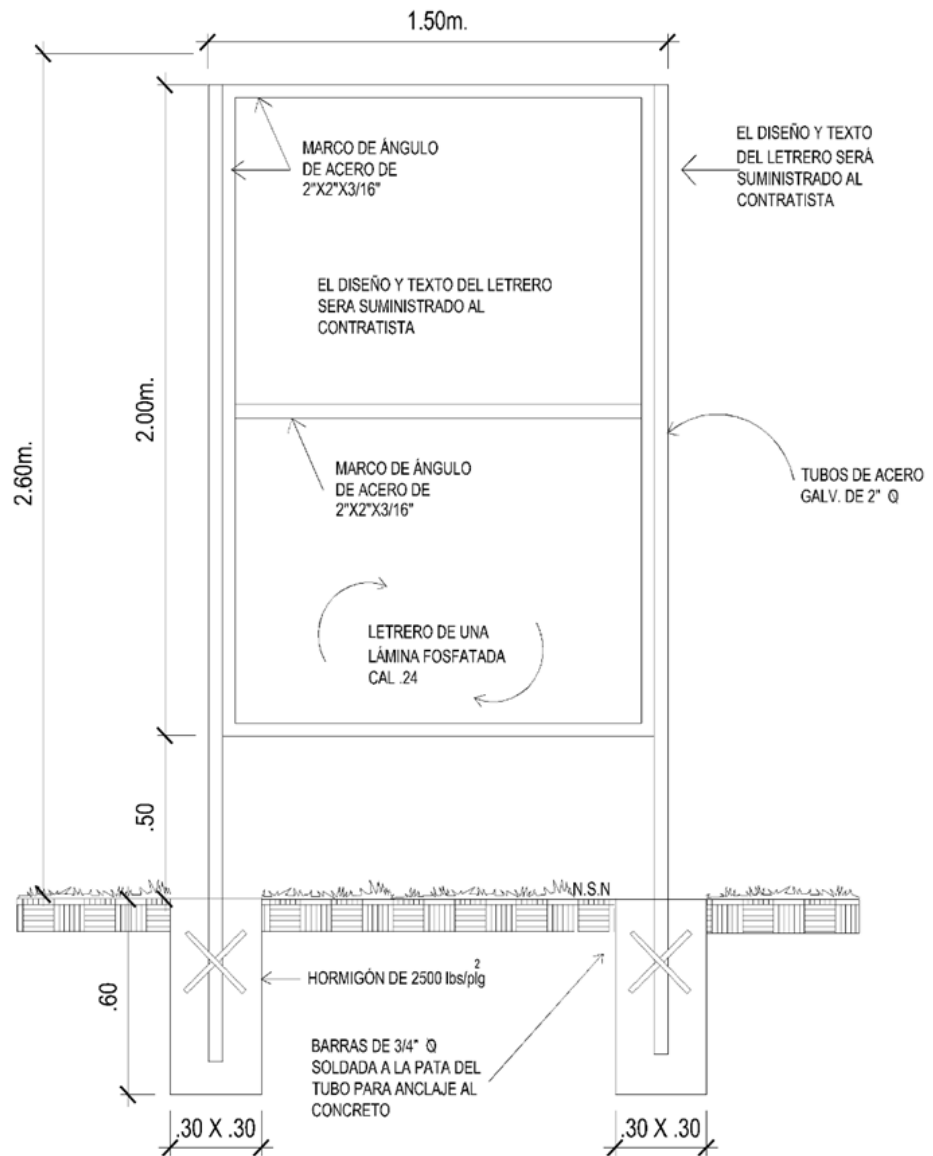 1.50m.
MARCO DE ÁNGULO
DE ACERO DE
2"X2"X3/16"
EL DISEÑO Y TEXTO
DEL LETRERO SERÁ
SUMINISTRADO AL
CONTRATISTA
EL DISEÑO Y TEXTO DEL LETRERO
SERA SUMINISTRADO AL
CONTRATISTA
2.00m.
2.60m.
MARCO DE ÁNGULO
DE ACERO DE
2"X2"X3/16"
TUBOS DE ACERO
GALV. DE 2" Q
LETRERO DE UNA
LÁMINA FOSFATADA
CAL .24
.50
N.S.N
HORMIGÓN DE 2500 lbs/plg²
.60
BARRAS DE 3/4" Q
SOLDADA A LA PATA DEL
TUBO PARA ANCLAJE AL
CONCRETO
.30 X .30
.30 X .30